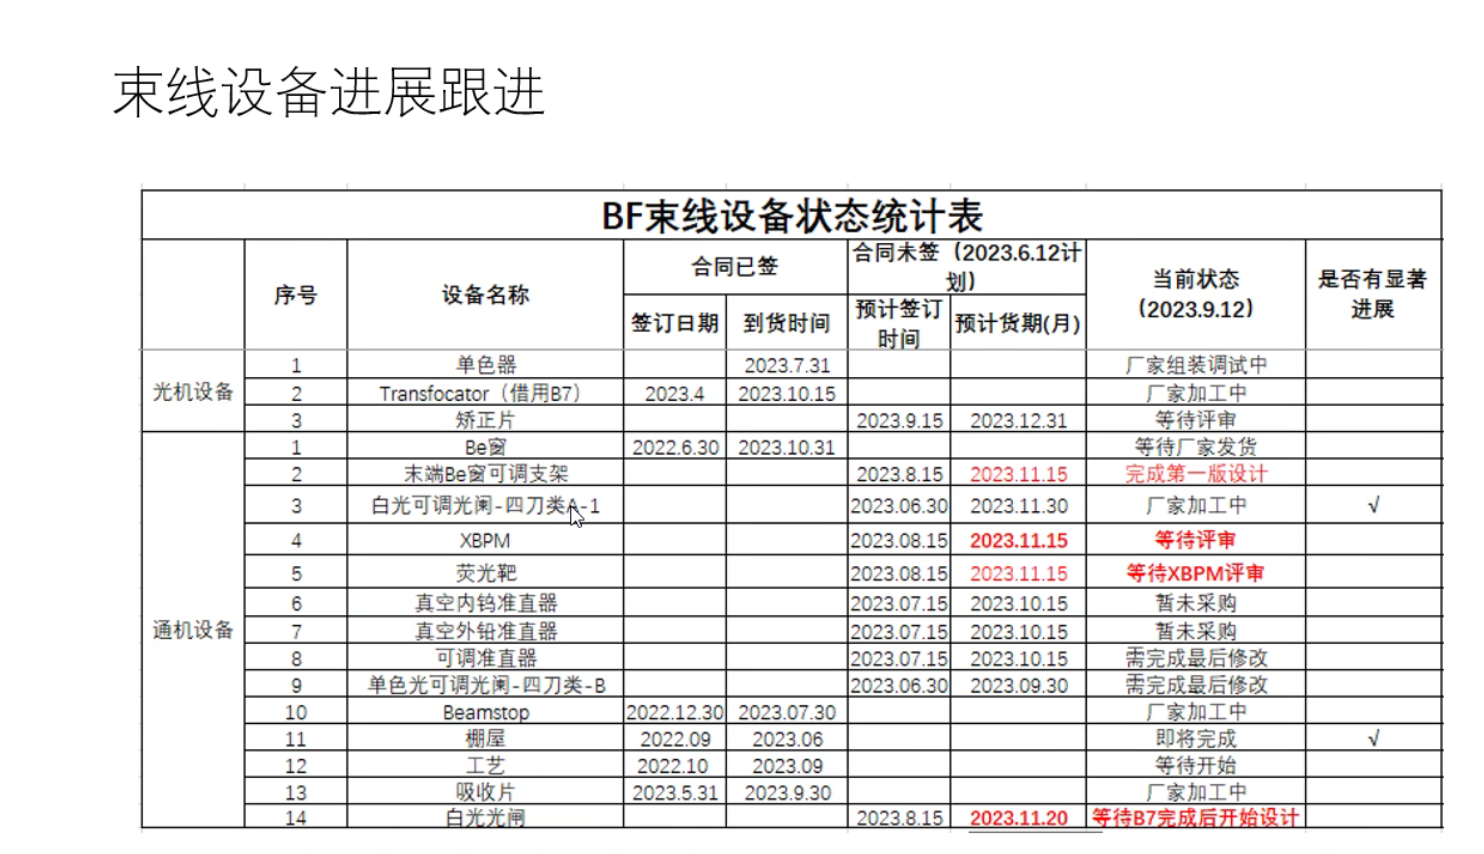 束线设备进展跟进
BF束线设备状态统计表
序号 设备名称 合同已签 合同未签（2023.6.12计划） 当前状态（2023.9.12） 是否有显著进展
签订日期 到货时间 预计签订时间 预计货期(月)
光机设备
1 单色器 2023.7.31 厂家组装调试中
2 Transfocator（借用B7） 2023.4 2023.10.15 厂家加工中
3 矫正片 2023.9.15 2023.12.31 等待评审
通机设备
1 Be窗 2022.6.30 2023.10.31 等待厂家发货
2 末端Be窗可调支架 2023.8.15 2023.11.15 完成第一版设计
3 白光可调光阑-四刀类A-1 2023.06.30 2023.11.30 厂家加工中 √
4 XBPM 2023.08.15 2023.11.15 等待评审
5 荧光靶 2023.08.15 2023.11.15 等待XBPM评审
6 真空内钨准直器 2023.07.15 2023.10.15 暂未采购
7 真空外铅准直器 2023.07.15 2023.10.15 暂未采购
8 可调准直器 2023.07.15 2023.10.15 需完成最后修改
9 单色光可调光阑-四刀类-B 2023.06.30 2023.09.30 需完成最后修改
10 Beamstop 2022.12.30 2023.07.30 厂家加工中
11 棚屋 2022.09 2023.06 即将完成 √
12 工艺 2022.10 2023.09 等待开始
13 吸收片 2023.5.31 2023.9.30 厂家加工中
14 白光光闸 2023.8.15 2023.11.20 等待B7完成后开始设计